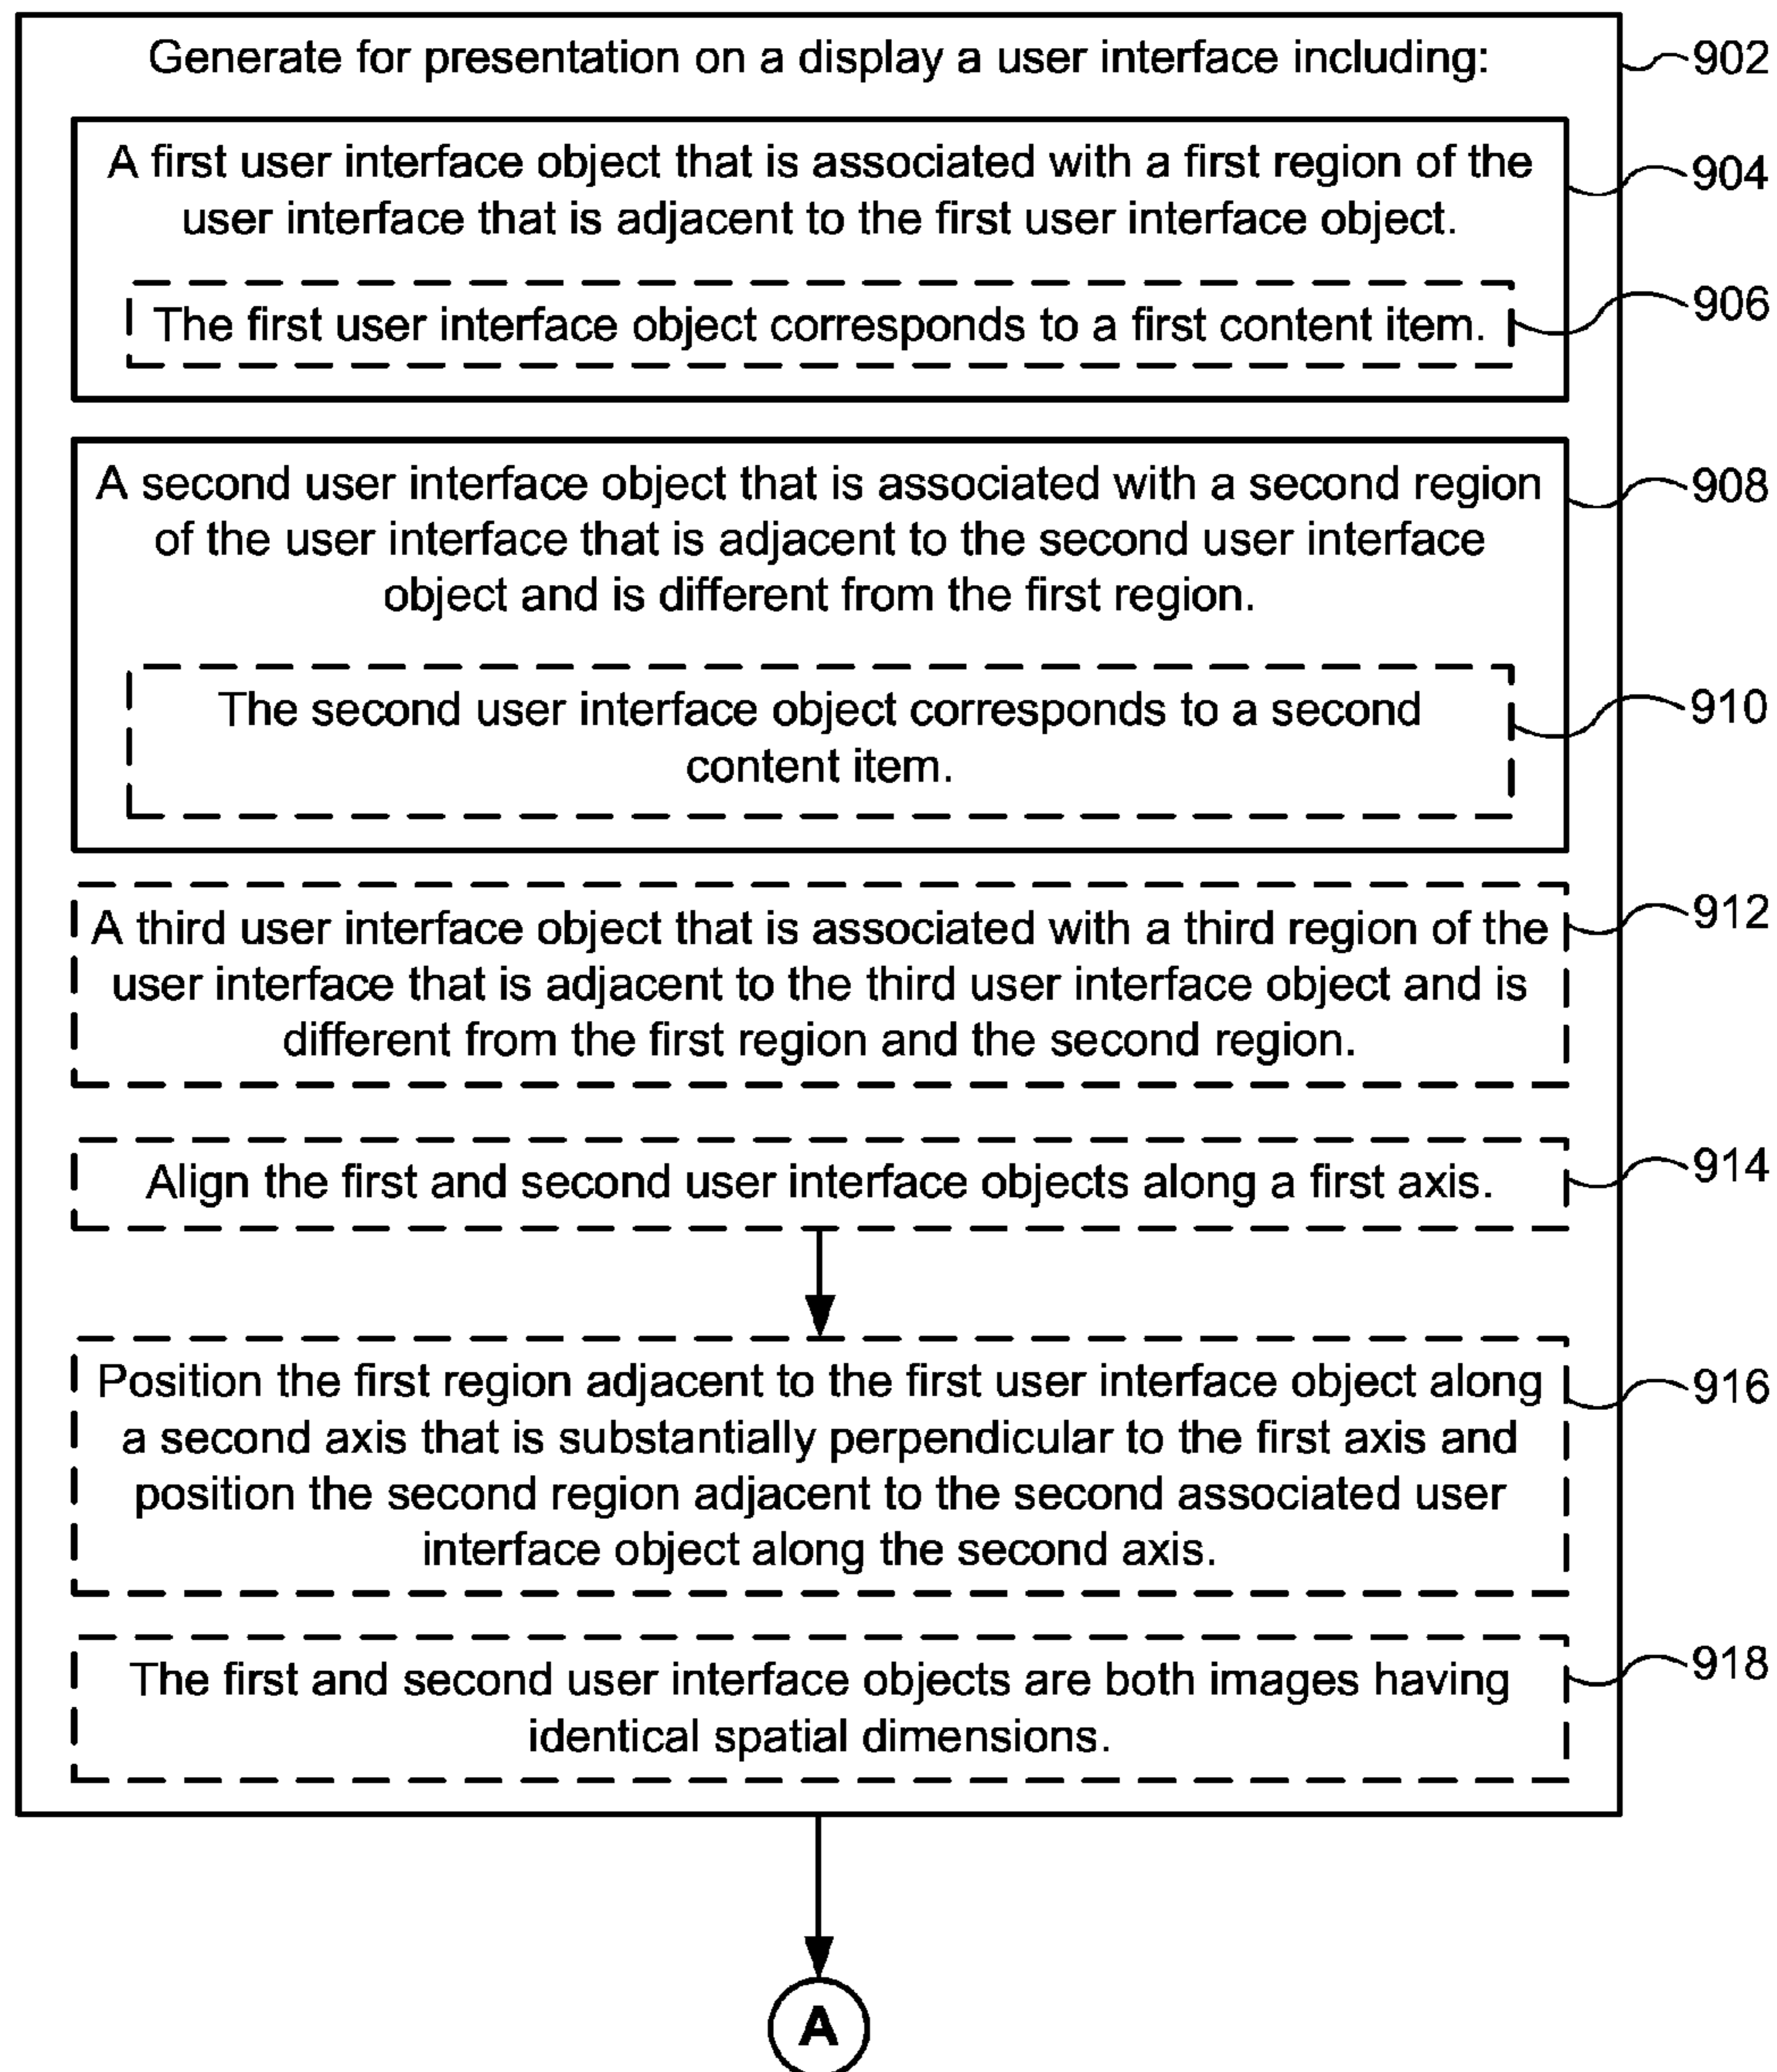 Generate for presentation on a display a user interface including:
902
A first user interface object that is associated with a first region of the
user interface that is adjacent to the first user interface object.
904
The first user interface object corresponds to a first content item.
906
A second user interface object that is associated with a second region
of the user interface that is adjacent to the second user interface
object and is different from the first region.
908
The second user interface object corresponds to a second
content item.
910
A third user interface object that is associated with a third region of the
user interface that is adjacent to the third user interface object and is
different from the first region and the second region.
912
Align the first and second user interface objects along a first axis.
914
Position the first region adjacent to the first user interface object along
a second axis that is substantially perpendicular to the first axis and
position the second region adjacent to the second associated user
interface object along the second axis.
916
The first and second user interface objects are both images having
identical spatial dimensions.
918
A